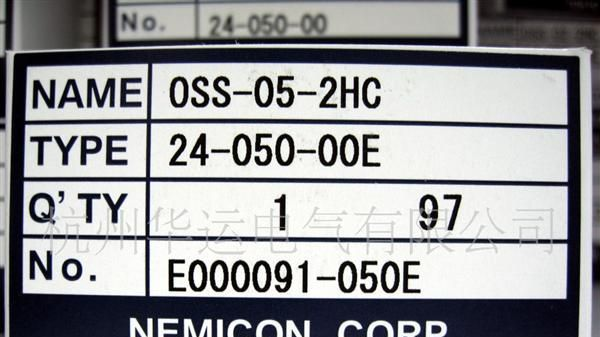 No. 24-050-00
NAME OSS-05-2HC
TYPE 24-050-00E
Q'TY 1 97
杭州华运电气有限公司
No. E000091-050E
NEMICON CORP